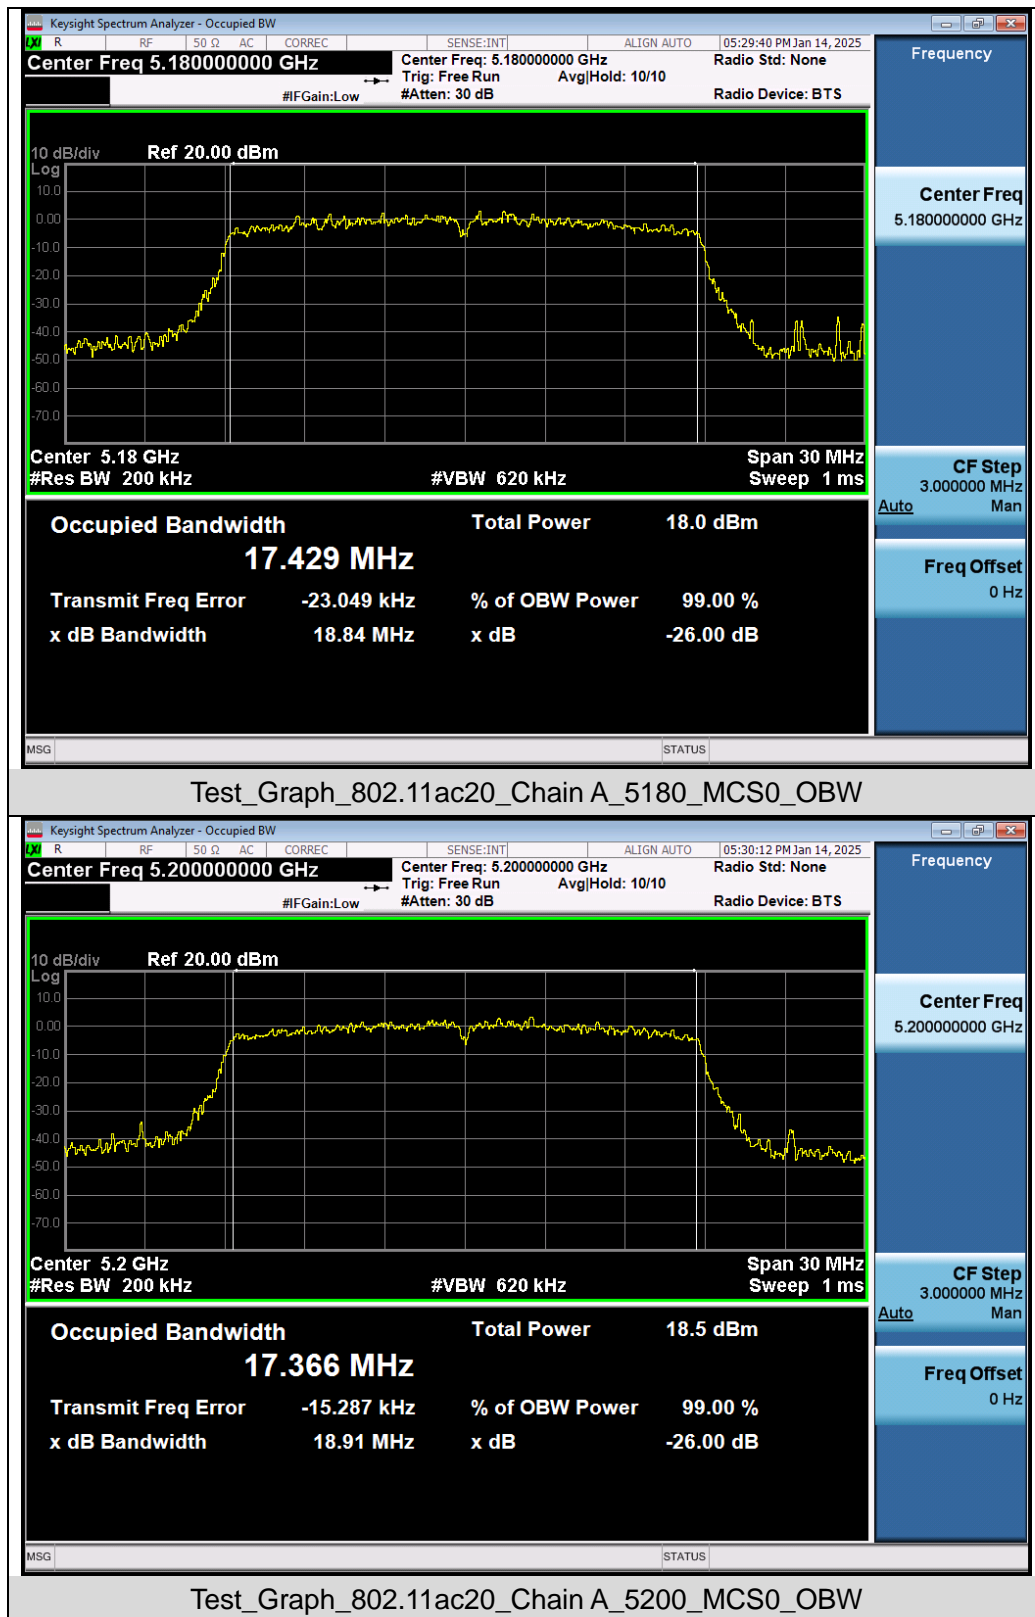 Keysight Spectrum Analyzer - Occupied BW
LXI R RF 50 Ω AC CORREC SENSE:INT ALIGN AUTO 05:29:40 PM Jan 14, 2025
Center Freq 5.180000000 GHz
Center Freq: 5.180000000 GHz
Radio Std: None
Trig: Free Run Avg|Hold: 10/10
#IFGain:Low
#Atten: 30 dB
Radio Device: BTS
10 dB/div Ref 20.00 dBm
Log
10.0
0.00
-10.0
-20.0
-30.0
-40.0
-50.0
-60.0
-70.0
Center 5.18 GHz Span 30 MHz
#Res BW 200 kHz #VBW 620 kHz Sweep 1 ms
Occupied Bandwidth Total Power 18.0 dBm
17.429 MHz
Transmit Freq Error -23.049 kHz % of OBW Power 99.00 %
x dB Bandwidth 18.84 MHz x dB -26.00 dB
MSG STATUS
Frequency
Center Freq
5.180000000 GHz
CF Step
3.000000 MHz
Auto Man
Freq Offset
0 Hz
Test_Graph_802.11ac20_Chain A_5180_MCS0_OBW
Keysight Spectrum Analyzer - Occupied BW
LXI R RF 50 Ω AC CORREC SENSE:INT ALIGN AUTO 05:30:12 PM Jan 14, 2025
Center Freq 5.200000000 GHz
Center Freq: 5.200000000 GHz
Radio Std: None
Trig: Free Run Avg|Hold: 10/10
#IFGain:Low
#Atten: 30 dB
Radio Device: BTS
10 dB/div Ref 20.00 dBm
Log
10.0
0.00
-10.0
-20.0
-30.0
-40.0
-50.0
-60.0
-70.0
Center 5.2 GHz Span 30 MHz
#Res BW 200 kHz #VBW 620 kHz Sweep 1 ms
Occupied Bandwidth Total Power 18.5 dBm
17.366 MHz
Transmit Freq Error -15.287 kHz % of OBW Power 99.00 %
x dB Bandwidth 18.91 MHz x dB -26.00 dB
MSG STATUS
Frequency
Center Freq
5.200000000 GHz
CF Step
3.000000 MHz
Auto Man
Freq Offset
0 Hz
Test_Graph_802.11ac20_Chain A_5200_MCS0_OBW